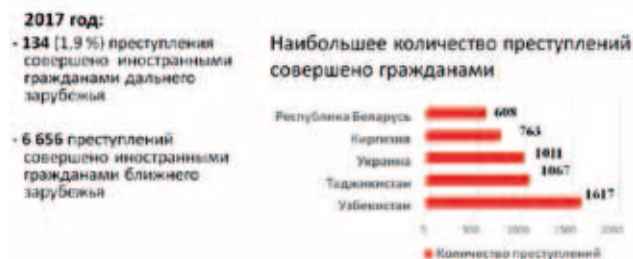 2017 год:
- 134 (1,9 %) преступления
совершено иностранными
гражданами дальнего
зарубежья
- 6 656 преступлений
совершено иностранными
гражданами ближнего
зарубежья
Наибольшее количество преступлений
совершено гражданами
Республика Беларусь 608
Киргизия 763
Украина 1011
Таджикистан 1067
Узбекистан 1617
0 500 1000 1500 2000
Количество преступлений